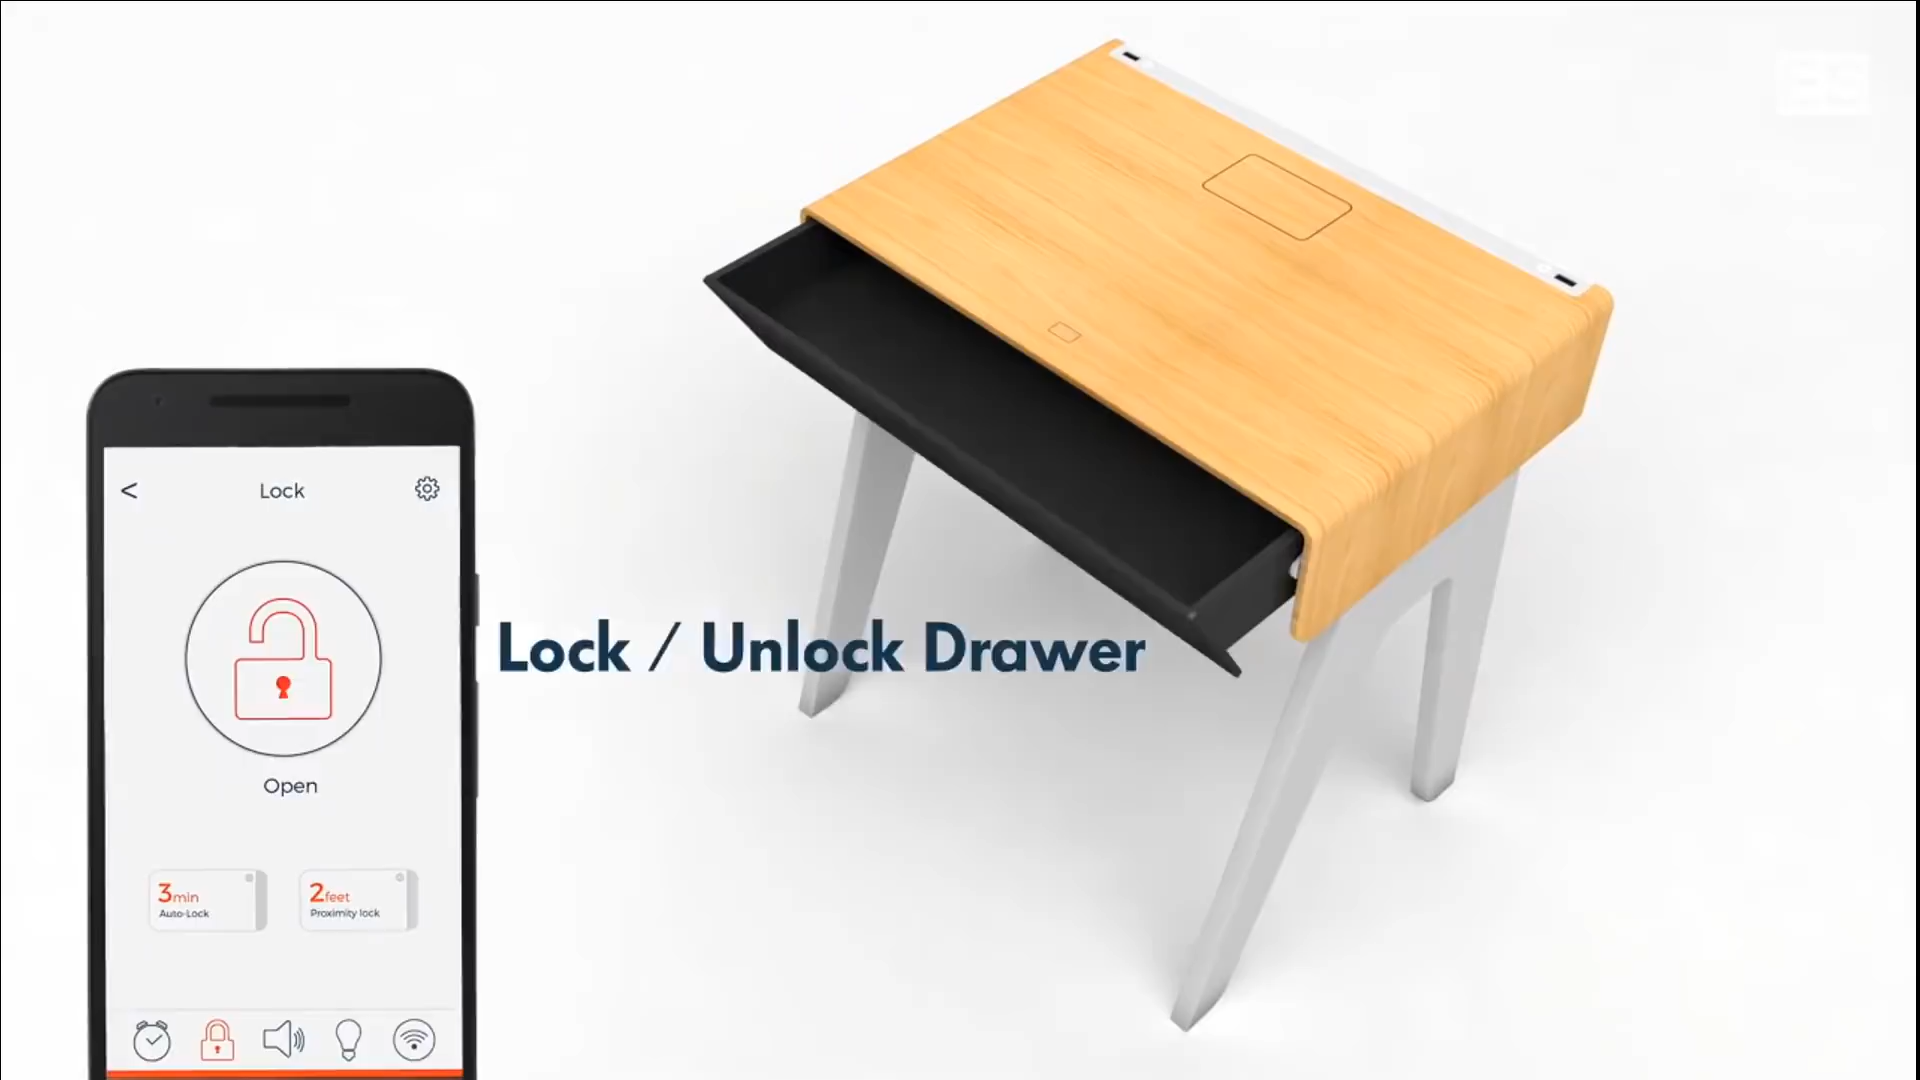 Lock
Lock / Unlock Drawer
Open
3min
Auto-Lock
2feet
Proximity lock